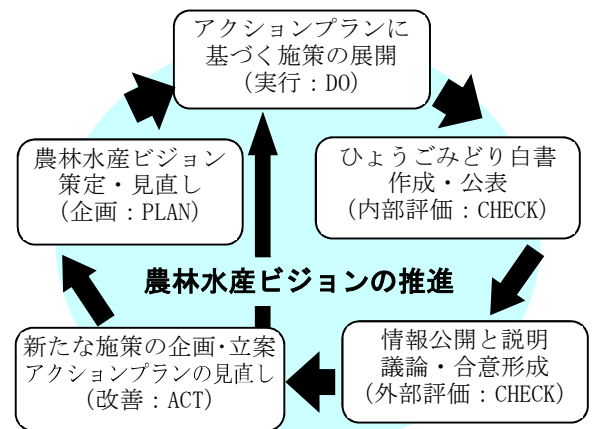 アクションプランに
基づく施策の展開
（実行：DO）
農林水産ビジョン
策定・見直し
（企画：PLAN）
ひょうごみどり白書
作成・公表
（内部評価：CHECK）
農林水産ビジョンの推進
新たな施策の企画・立案
アクションプランの見直し
（改善：ACT）
情報公開と説明
議論・合意形成
（外部評価：CHECK）